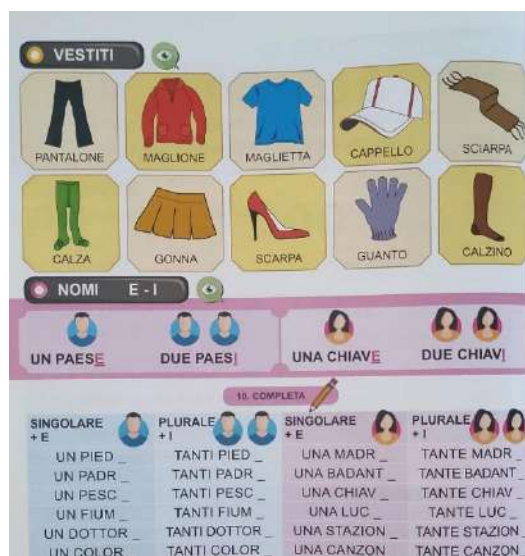 VESTITI
PANTALONE MAGLIONE MAGLIETTA CAPPELLO SCIARPA
CALZA GONNA SCARPA GUANTO CALZINO
NOMI E - I
UN PAESE DUE PAESI UNA CHIAVE DUE CHIAVI
10. COMPLETA
SINGOLARE PLURALE SINGOLARE PLURALE
+ E + I + E + I
UN PIED _ TANTI PIED _ UNA MADR _ TANTE MADR _
UN PADR _ TANTI PADR _ UNA BADANT _ TANTE BADANT _
UN PESC _ TANTI PESC _ UNA CHIAV _ TANTE CHIAV _
UN FIUM _ TANTI FIUM _ UNA LUC _ TANTE LUC _
UN DOTTOR _ TANTI DOTTOR _ UNA STAZION _ TANTE STAZION _
UN COLOR _ TANTI COLOR _ UNA CANZON _ TANTE CANZON _